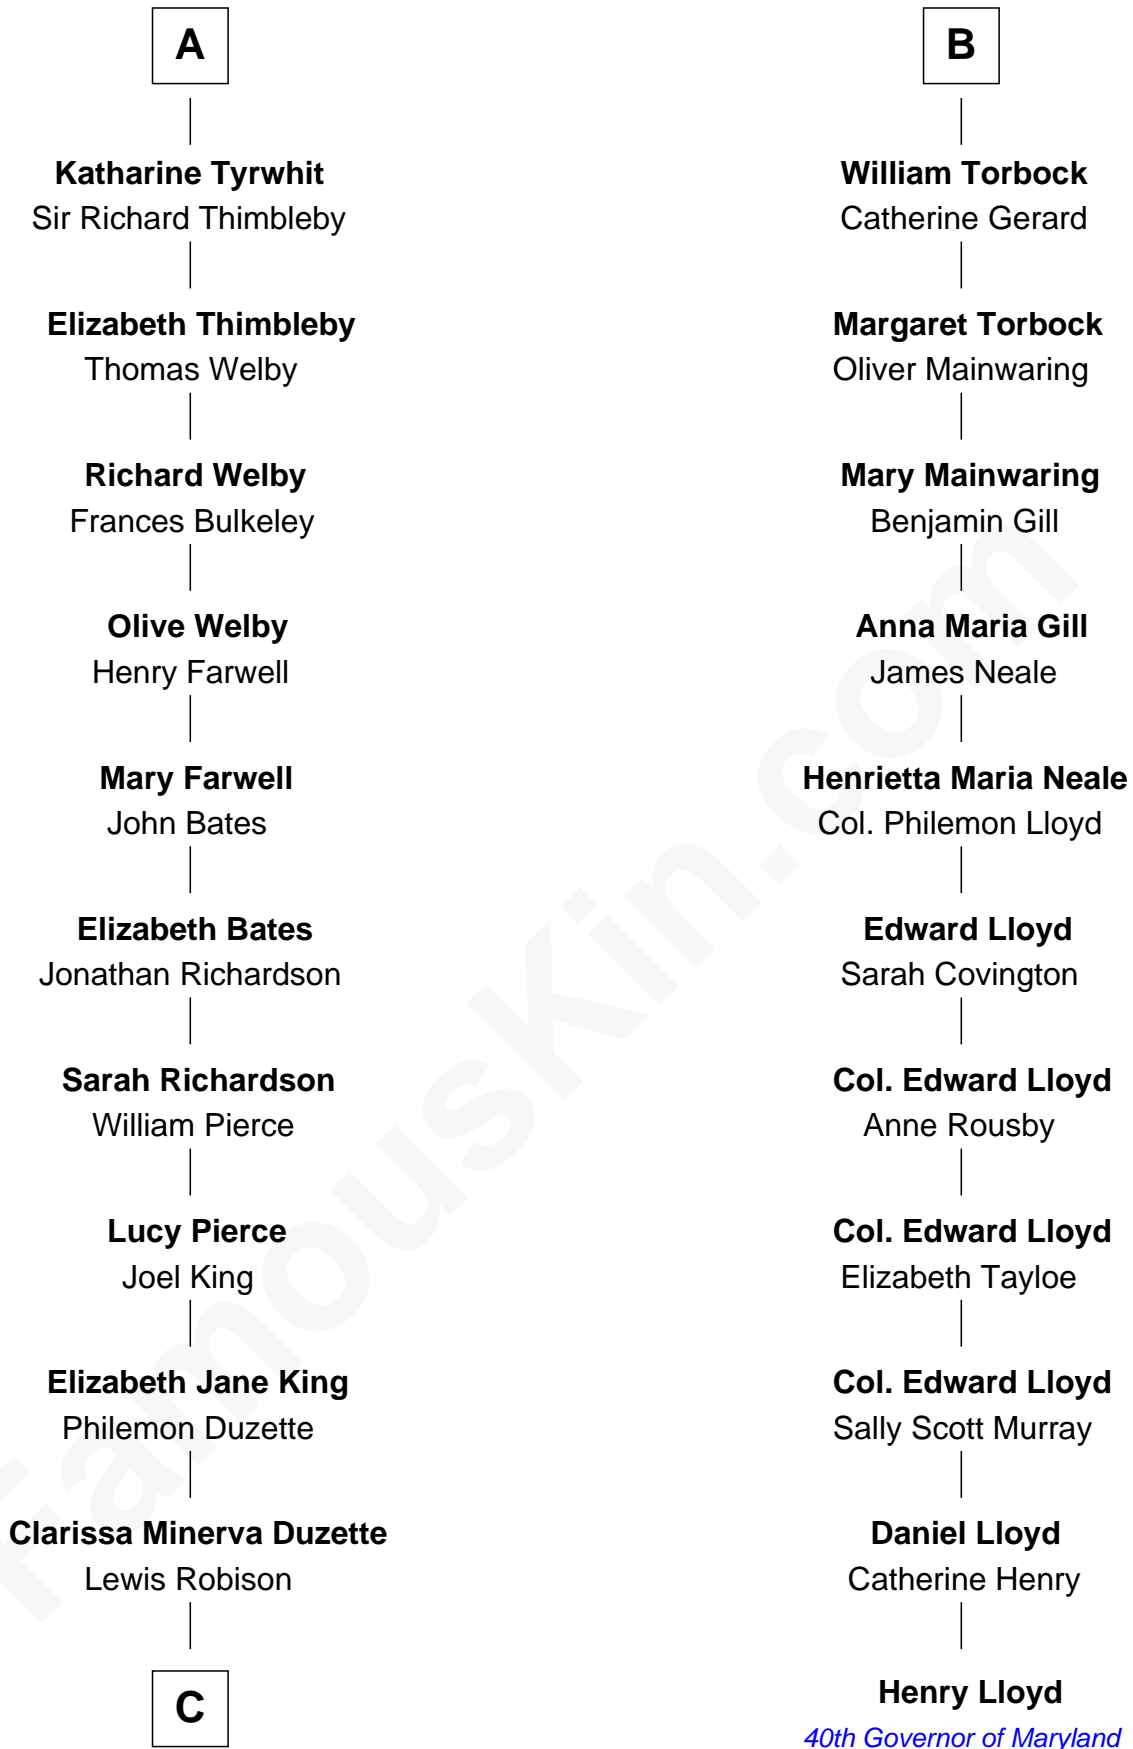 A
Katharine Tyrwhit
Sir Richard Thimbleby
Elizabeth Thimbleby
Thomas Welby
Richard Welby
Frances Bulkeley
Olive Welby
Henry Farwell
Mary Farwell
John Bates
Elizabeth Bates
Jonathan Richardson
Sarah Richardson
William Pierce
Lucy Pierce
Joel King
Elizabeth Jane King
Philemon Duzette
Clarissa Minerva Duzette
Lewis Robison
C
B
William Torbock
Catherine Gerard
Margaret Torbock
Oliver Mainwaring
Mary Mainwaring
Benjamin Gill
Anna Maria Gill
James Neale
Henrietta Maria Neale
Col. Philemon Lloyd
Edward Lloyd
Sarah Covington
Col. Edward Lloyd
Anne Rousby
Col. Edward Lloyd
Elizabeth Tayloe
Col. Edward Lloyd
Sally Scott Murray
Daniel Lloyd
Catherine Henry
Henry Lloyd
40th Governor of Maryland
FamousKin.com